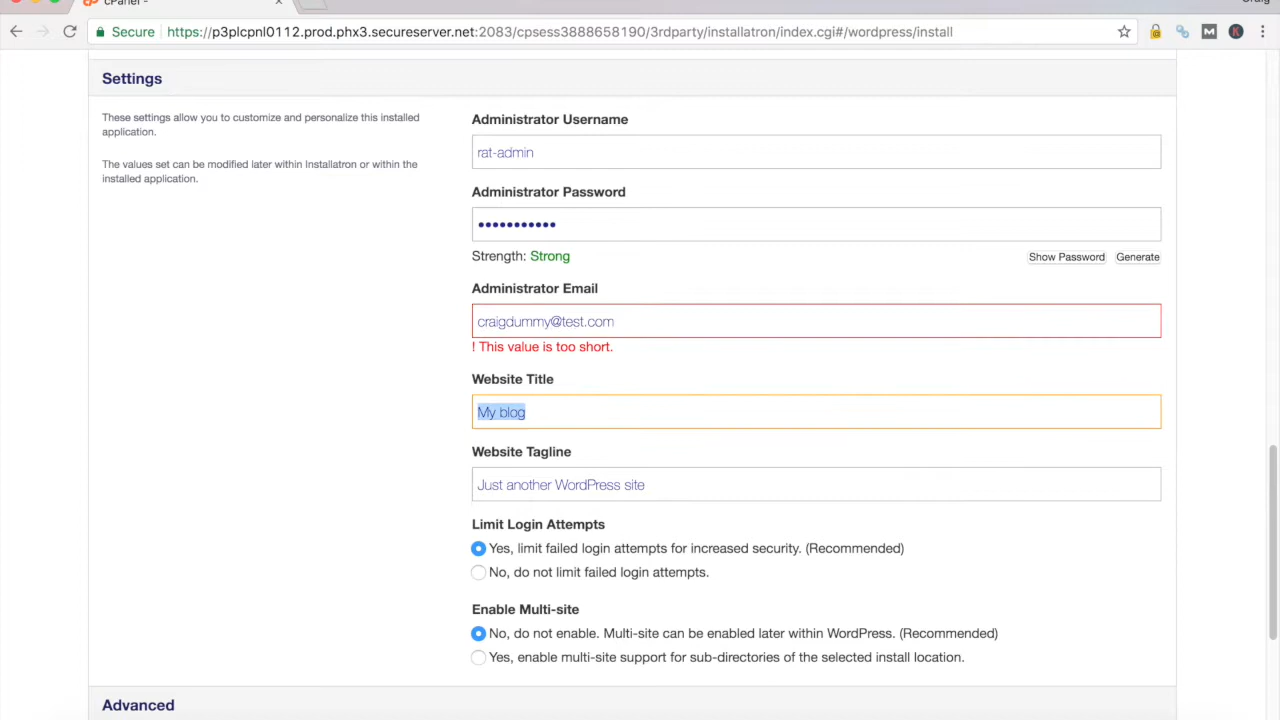 cPanel -
×
Craig
Secure https://p3plcpnl0112.prod.phx3.secureserver.net:2083/cpsess3888658190/3rdparty/installatron/index.cgi#/wordpress/install
Settings
These settings allow you to customize and personalize this installed
application.
The values set can be modified later within Installatron or within the
installed application.
Administrator Username
rat-admin
Administrator Password
•••••••••••
Strength: Strong
Show Password Generate
Administrator Email
craigdummy@test.com
! This value is too short.
Website Title
My blog
Website Tagline
Just another WordPress site
Limit Login Attempts
Yes, limit failed login attempts for increased security. (Recommended)
No, do not limit failed login attempts.
Enable Multi-site
No, do not enable. Multi-site can be enabled later within WordPress. (Recommended)
Yes, enable multi-site support for sub-directories of the selected install location.
Advanced